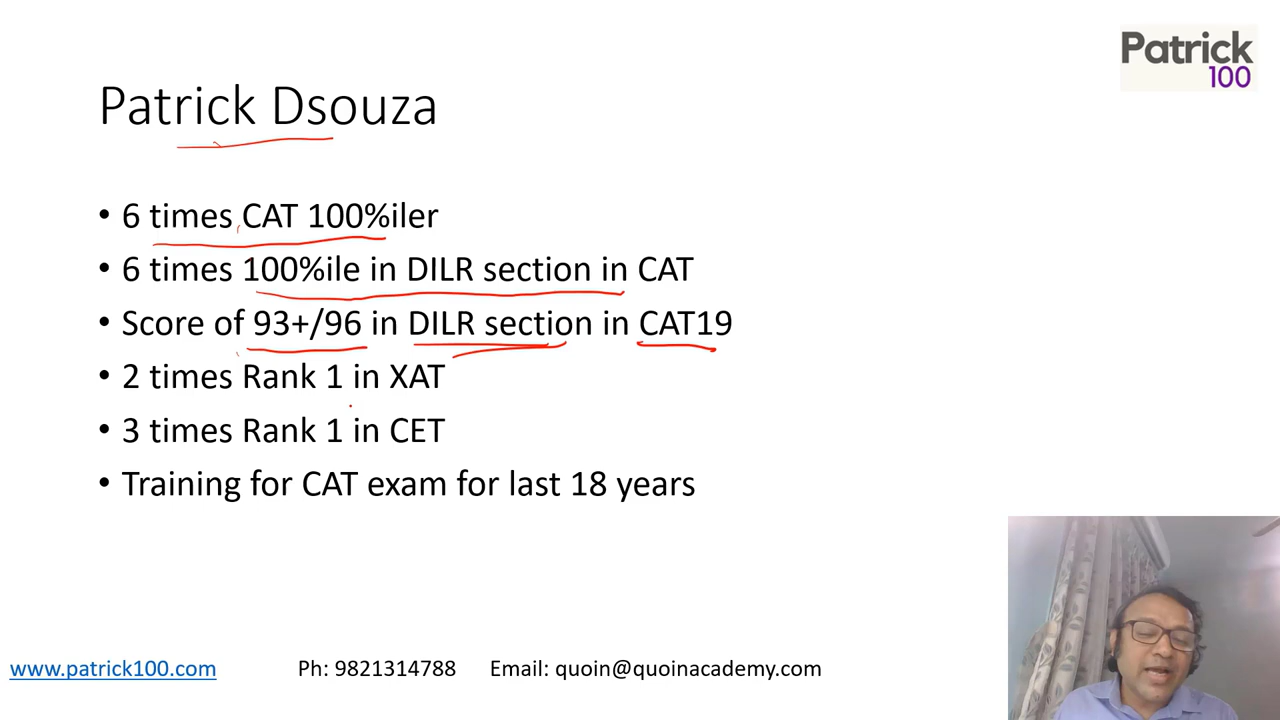 Patrick
100
Patrick Dsouza
• 6 times CAT 100%iler
• 6 times 100%ile in DILR section in CAT
• Score of 93+/96 in DILR section in CAT19
• 2 times Rank 1 in XAT
• 3 times Rank 1 in CET
• Training for CAT exam for last 18 years
www.patrick100.com Ph: 9821314788 Email: quoin@quoinacademy.com